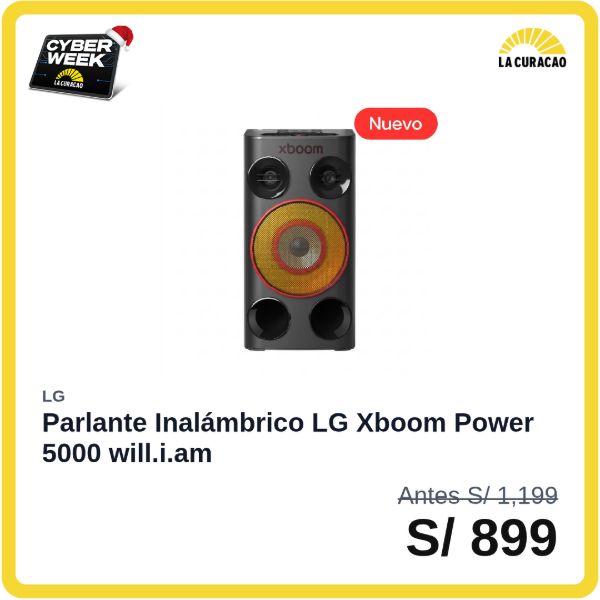 CYBER
WEEK
LA CURACAO
LA CURACAO
Nuevo
xboom
LG
Parlante Inalámbrico LG Xboom Power
5000 will.i.am
Antes S/ 1,199
S/ 899